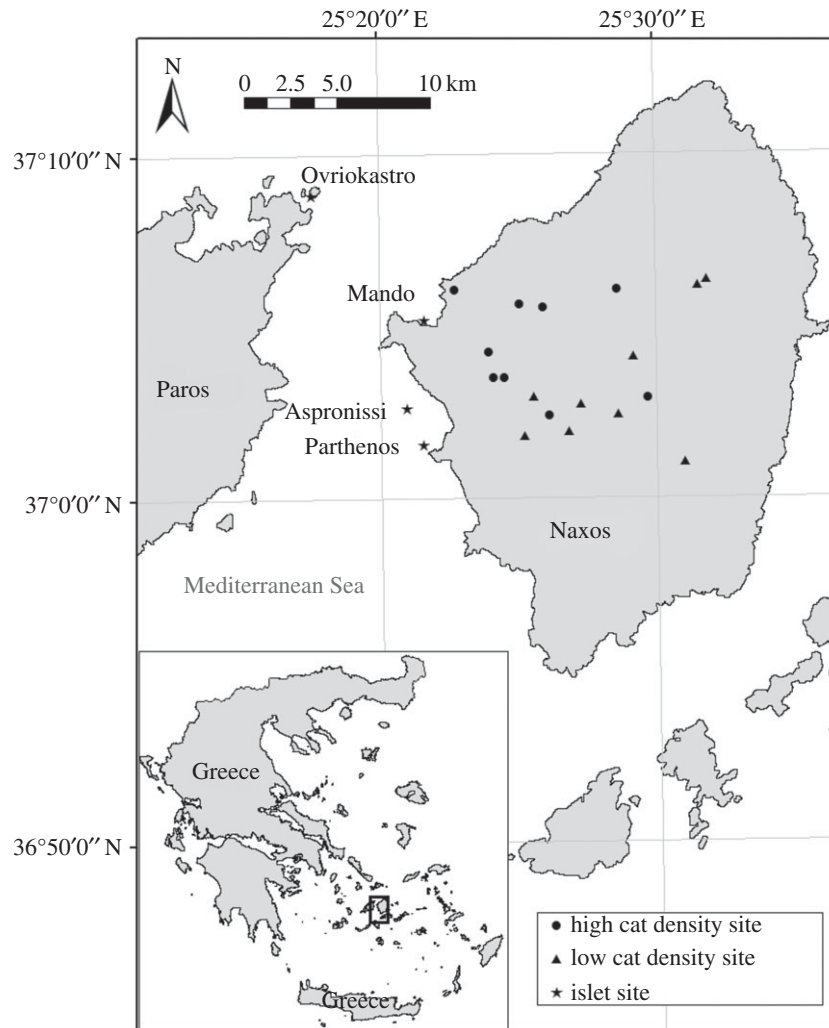 25°20′0″ E 25°30′0″ E
N
0 2.5 5.0 10 km
37°10′0″ N
Ovriokastro
Mando
Paros
Aspronissi
Parthenos
37°0′0″ N
Naxos
Mediterranean Sea
Greece
36°50′0″ N
high cat density site
low cat density site
islet site
Greece